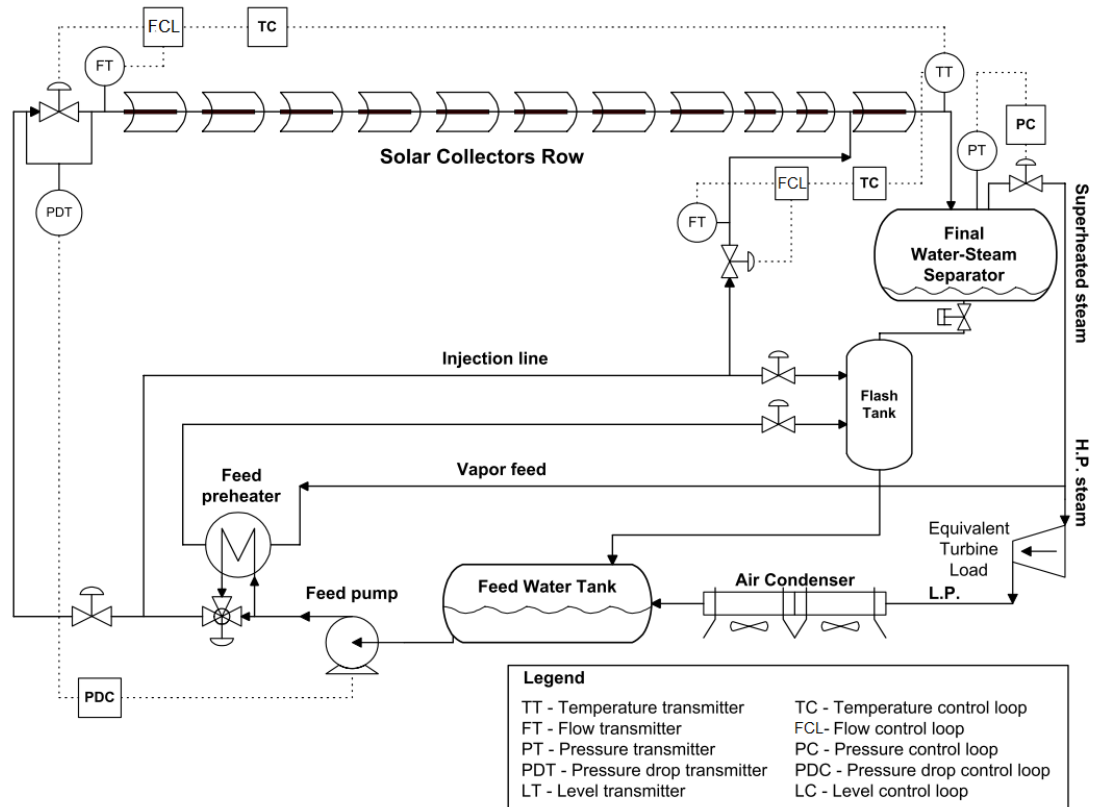 FCL
TC
FT
TT
PC
PT
Solar Collectors Row
FCL
TC
PDT
FT
Final
Water-Steam
Separator
Superheated steam
Injection line
Flash
Tank
Vapor feed
H.P. steam
Feed
preheater
Equivalent
Turbine
Load
Feed Water Tank
Air Condenser
L.P.
Feed pump
PDC
Legend
TT - Temperature transmitter
FT - Flow transmitter
PT - Pressure transmitter
PDT - Pressure drop transmitter
LT - Level transmitter
TC - Temperature control loop
FCL- Flow control loop
PC - Pressure control loop
PDC - Pressure drop control loop
LC - Level control loop